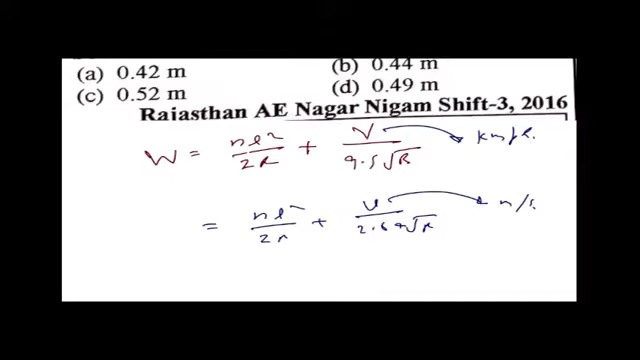 (a) 0.42 m (b) 0.44 m
(c) 0.52 m (d) 0.49 m
Rajasthan AE Nagar Nigam Shift-3, 2016
W = nl²/2R + V/9.5√R → km/h.
= nl²/2R + v/2.64√R → m/s.